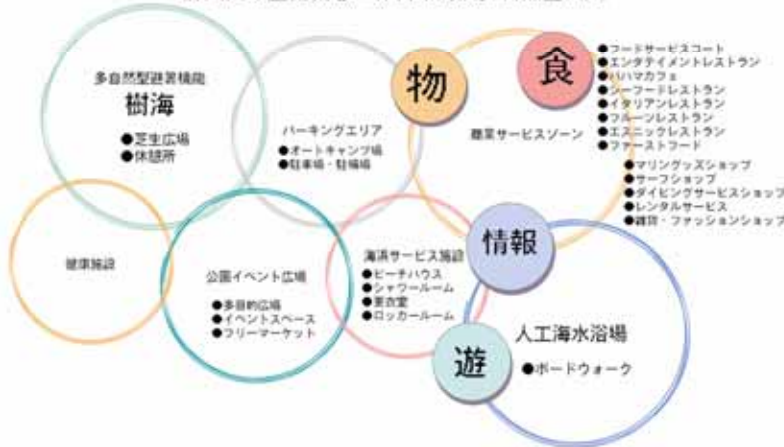 多自然型避暑機能
樹海
●芝生広場
●休憩所
パーキングエリア
●オートキャンプ場
●駐車場・駐輪場
物
食
商業サービスゾーン
●フードサービスコート
●エンタテイメントレストラン
●バハマカフェ
●シーフードレストラン
●イタリアンレストラン
●フルーンレストラン
●エスニックレストラン
●ファーストフード
●マリングッズショップ
●サーフショップ
●ダイビングサービスショップ
●レンタルサービス
●雑貨・ファッションショップ
健康施設
公園イベント広場
●多目的広場
●イベントスペース
●フリーマーケット
海浜サービス施設
●ビーチハウス
●シャワールーム
●更衣室
●ロッカールーム
情報
遊
人工海水浴場
●ボードウォーク